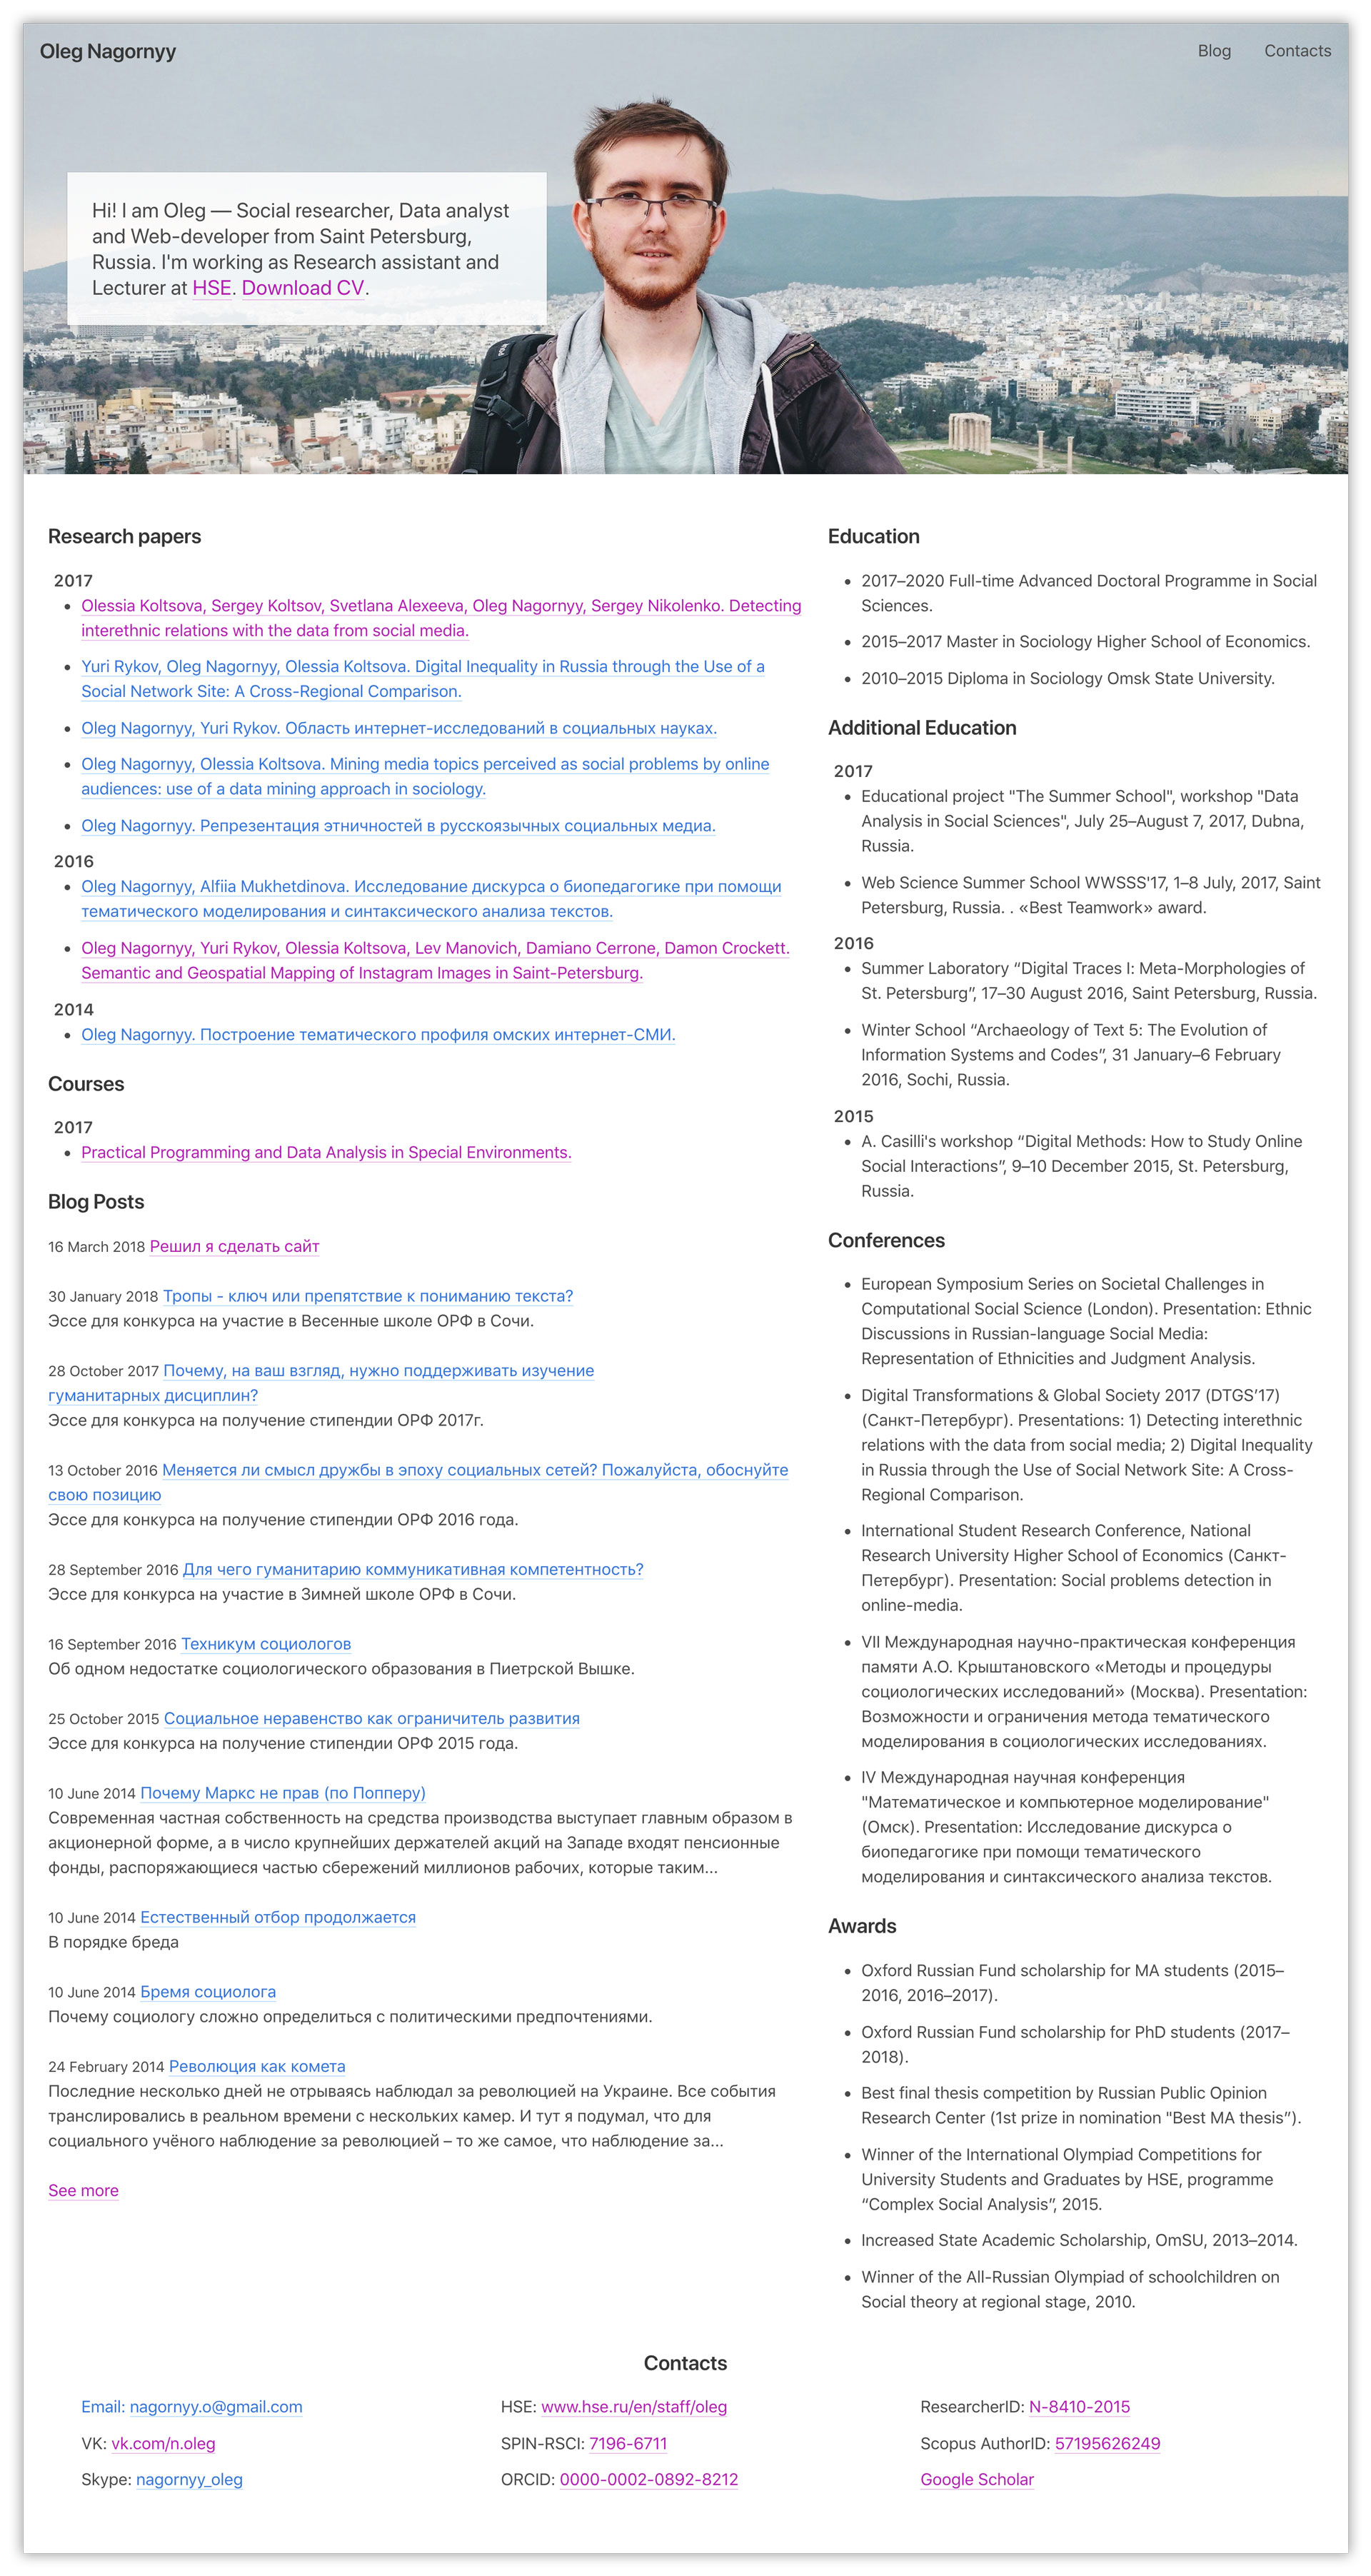 Oleg Nagornyy
Blog
Contacts
Hi! I am Oleg — Social researcher, Data analyst
and Web-developer from Saint Petersburg,
Russia. I'm working as Research assistant and
Lecturer at HSE. Download CV.
Research papers
2017
• Olessia Koltsova, Sergey Koltsov, Svetlana Alexeeva, Oleg Nagornyy, Sergey Nikolenko. Detecting
interethnic relations with the data from social media.
• Yuri Rykov, Oleg Nagornyy, Olessia Koltsova. Digital Inequality in Russia through the Use of a
Social Network Site: A Cross-Regional Comparison.
• Oleg Nagornyy, Yuri Rykov. Область интернет-исследований в социальных науках.
• Oleg Nagornyy, Olessia Koltsova. Mining media topics perceived as social problems by online
audiences: use of a data mining approach in sociology.
• Oleg Nagornyy. Репрезентация этничностей в русскоязычных социальных медиа.
2016
• Oleg Nagornyy, Alfiia Mukhetdinova. Исследование дискурса о биопедагогике при помощи
тематического моделирования и синтаксического анализа текстов.
• Oleg Nagornyy, Yuri Rykov, Olessia Koltsova, Lev Manovich, Damiano Cerrone, Damon Crockett.
Semantic and Geospatial Mapping of Instagram Images in Saint-Petersburg.
2014
• Oleg Nagornyy. Построение тематического профиля омских интернет-СМИ.
Courses
2017
• Practical Programming and Data Analysis in Special Environments.
Blog Posts
16 March 2018 Решил я сделать сайт
30 January 2018 Тропы - ключ или препятствие к пониманию текста?
Эссе для конкурса на участие в Весенные школе ОРФ в Сочи.
28 October 2017 Почему, на ваш взгляд, нужно поддерживать изучение
гуманитарных дисциплин?
Эссе для конкурса на получение стипендии ОРФ 2017г.
13 October 2016 Меняется ли смысл дружбы в эпоху социальных сетей? Пожалуйста, обоснуйте
свою позицию
Эссе для конкурса на получение стипендии ОРФ 2016 года.
28 September 2016 Для чего гуманитарию коммуникативная компетентность?
Эссе для конкурса на участие в Зимней школе ОРФ в Сочи.
16 September 2016 Техникум социологов
Об одном недостатке социологического образования в Пиетрской Вышке.
25 October 2015 Социальное неравенство как ограничитель развития
Эссе для конкурса на получение стипендии ОРФ 2015 года.
10 June 2014 Почему Маркс не прав (по Попперу)
Современная частная собственность на средства производства выступает главным образом в
акционерной форме, а в число крупнейших держателей акций на Западе входят пенсионные
фонды, распоряжающиеся частью сбережений миллионов рабочих, которые таким...
10 June 2014 Естественный отбор продолжается
В порядке бреда
10 June 2014 Бремя социолога
Почему социологу сложно определиться с политическими предпочтениями.
24 February 2014 Революция как комета
Последние несколько дней не отрываясь наблюдал за революцией на Украине. Все события
транслировались в реальном времени с нескольких камер. И тут я подумал, что для
социального учёного наблюдение за революцией – то же самое, что наблюдение за...
See more
Education
• 2017–2020 Full-time Advanced Doctoral Programme in Social
Sciences.
• 2015–2017 Master in Sociology Higher School of Economics.
• 2010–2015 Diploma in Sociology Omsk State University.
Additional Education
2017
• Educational project "The Summer School", workshop "Data
Analysis in Social Sciences", July 25–August 7, 2017, Dubna,
Russia.
• Web Science Summer School WWSSS'17, 1–8 July, 2017, Saint
Petersburg, Russia. . «Best Teamwork» award.
2016
• Summer Laboratory “Digital Traces I: Meta-Morphologies of
St. Petersburg”, 17–30 August 2016, Saint Petersburg, Russia.
• Winter School “Archaeology of Text 5: The Evolution of
Information Systems and Codes”, 31 January–6 February
2016, Sochi, Russia.
2015
• A. Casilli's workshop “Digital Methods: How to Study Online
Social Interactions”, 9–10 December 2015, St. Petersburg,
Russia.
Conferences
• European Symposium Series on Societal Challenges in
Computational Social Science (London). Presentation: Ethnic
Discussions in Russian-language Social Media:
Representation of Ethnicities and Judgment Analysis.
• Digital Transformations & Global Society 2017 (DTGS’17)
(Санкт-Петербург). Presentations: 1) Detecting interethnic
relations with the data from social media; 2) Digital Inequality
in Russia through the Use of Social Network Site: A Cross-
Regional Comparison.
• International Student Research Conference, National
Research University Higher School of Economics (Санкт-
Петербург). Presentation: Social problems detection in
online-media.
• VII Международная научно-практическая конференция
памяти А.О. Крыштановского «Методы и процедуры
социологических исследований» (Москва). Presentation:
Возможности и ограничения метода тематического
моделирования в социологических исследованиях.
• IV Международная научная конференция
"Математическое и компьютерное моделирование"
(Омск). Presentation: Исследование дискурса о
биопедагогике при помощи тематического
моделирования и синтаксического анализа текстов.
Awards
• Oxford Russian Fund scholarship for MA students (2015–
2016, 2016–2017).
• Oxford Russian Fund scholarship for PhD students (2017–
2018).
• Best final thesis competition by Russian Public Opinion
Research Center (1st prize in nomination "Best MA thesis”).
• Winner of the International Olympiad Competitions for
University Students and Graduates by HSE, programme
“Complex Social Analysis”, 2015.
• Increased State Academic Scholarship, OmSU, 2013–2014.
• Winner of the All-Russian Olympiad of schoolchildren on
Social theory at regional stage, 2010.
Contacts
Email: nagornyy.o@gmail.com
VK: vk.com/n.oleg
Skype: nagornyy_oleg
HSE: www.hse.ru/en/staff/oleg
SPIN-RSCI: 7196-6711
ORCID: 0000-0002-0892-8212
ResearcherID: N-8410-2015
Scopus AuthorID: 57195626249
Google Scholar